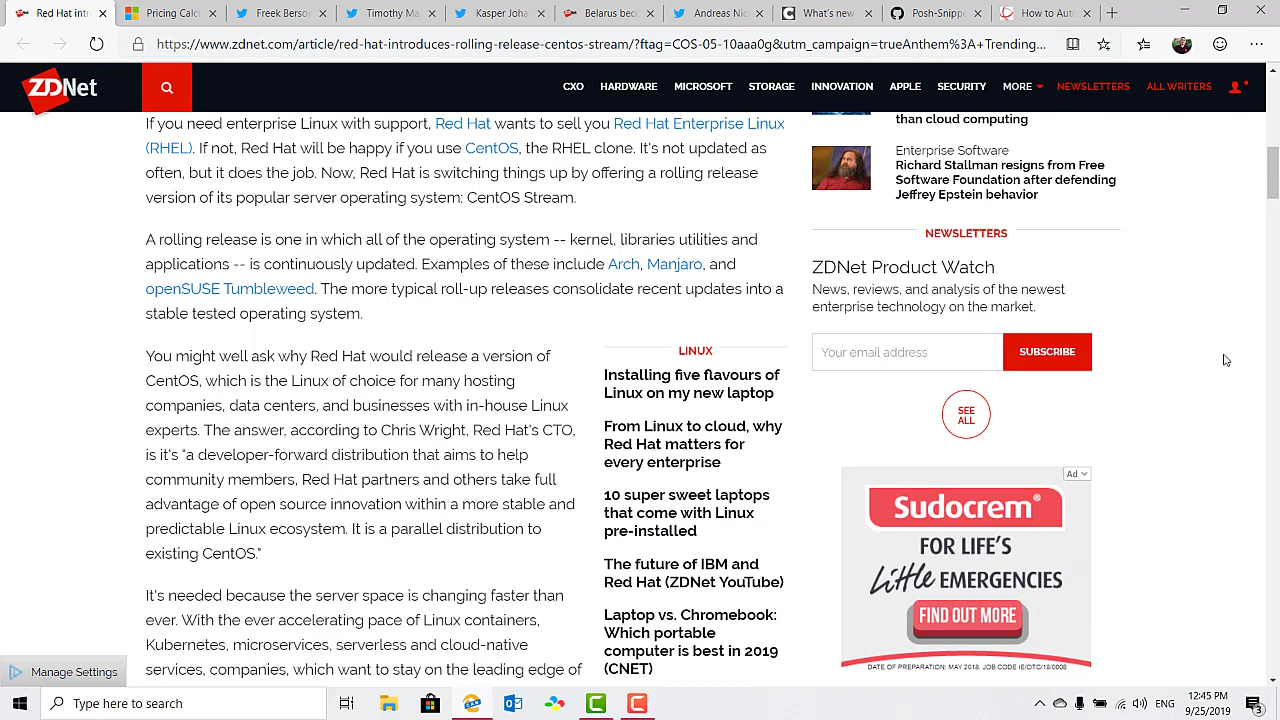 Red Hat intro
Pricing Calcu
Freek Berson
Timothy Ma
Kasper Joha
Belarus beco
Andreas Nic
What's new
Posh-Snippe
How to Auto
https://www.zdnet.com/article/red-hat-introduces-rolling-release-centos-stream/?ftag=COS-05-10aaa0g&utm_campaign=trueAnthem%3A+Trending...
ZDNet
CXO HARDWARE MICROSOFT STORAGE INNOVATION APPLE SECURITY MORE NEWSLETTERS ALL WRITERS
If you need enterprise Linux with support, Red Hat wants to sell you Red Hat Enterprise Linux
(RHEL). If not, Red Hat will be happy if you use CentOS, the RHEL clone. It's not updated as
often, but it does the job. Now, Red Hat is switching things up by offering a rolling release
version of its popular server operating system: CentOS Stream.
A rolling release is one in which all of the operating system -- kernel, libraries utilities and
applications -- is continuously updated. Examples of these include Arch, Manjaro, and
openSUSE Tumbleweed. The more typical roll-up releases consolidate recent updates into a
stable tested operating system.
You might well ask why Red Hat would release a version of
CentOS, which is the Linux of choice for many hosting
companies, data centers, and businesses with in-house Linux
experts. The answer, according to Chris Wright, Red Hat's CTO,
is it's "a developer-forward distribution that aims to help
community members, Red Hat partners and others take full
advantage of open source innovation within a more stable and
predictable Linux ecosystem. It is a parallel distribution to
existing CentOS."
It's needed because the server space is changing faster than
ever. With the ever accelerating pace of Linux containers,
Kubernetes, microservices, serverless and cloud-native
services companies, which want to stay on the leading edge of
LINUX
Installing five flavours of
Linux on my new laptop
From Linux to cloud, why
Red Hat matters for
every enterprise
10 super sweet laptops
that come with Linux
pre-installed
The future of IBM and
Red Hat (ZDNet YouTube)
Laptop vs. Chromebook:
Which portable
computer is best in 2019
(CNET)
than cloud computing
Enterprise Software
Richard Stallman resigns from Free
Software Foundation after defending
Jeffrey Epstein behavior
NEWSLETTERS
ZDNet Product Watch
News, reviews, and analysis of the newest
enterprise technology on the market.
Your email address
SUBSCRIBE
SEE
ALL
Ad
Sudocrem®
FOR LIFE'S
Little EMERGENCIES
FIND OUT MORE
DATE OF PREPARATION: MAY 2018. JOB CODE IE/OTC/18/0008
Manage Settings
Type here to search
ENG
12:45 PM
9/25/2019
3